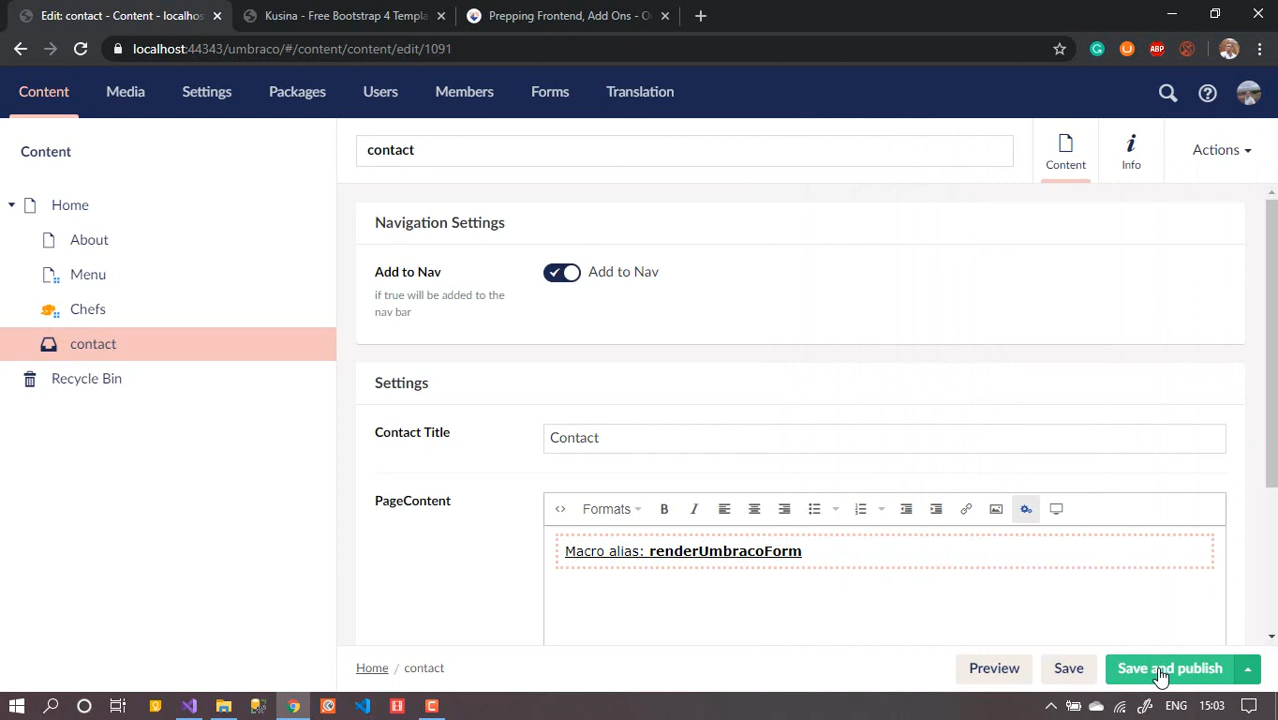 Edit: contact - Content - localhos
Kusina - Free Bootstrap 4 Templa
Prepping Frontend, Add Ons - O
localhost:44343/umbraco/#/content/content/edit/1091
ABP
Content Media Settings Packages Users Members Forms Translation
Content
contact
Content
Info
Actions
Home
About
Menu
Chefs
contact
Recycle Bin
Navigation Settings
Add to Nav
if true will be added to the
nav bar
Add to Nav
Settings
Contact Title
Contact
PageContent
Formats
B I
Macro alias: renderUmbracoForm
Home / contact
Preview
Save
Save and publish
ENG 15:03